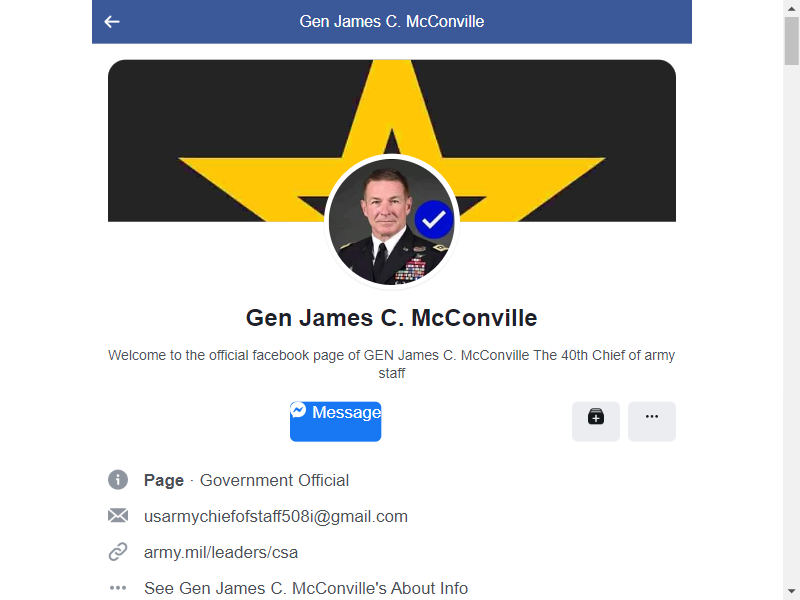 Gen James C. McConville
Gen James C. McConville
Welcome to the official facebook page of GEN James C. McConville The 40th Chief of army
staff
Message
Page · Government Official
usarmychiefofstaff508i@gmail.com
army.mil/leaders/csa
See Gen James C. McConville's About Info